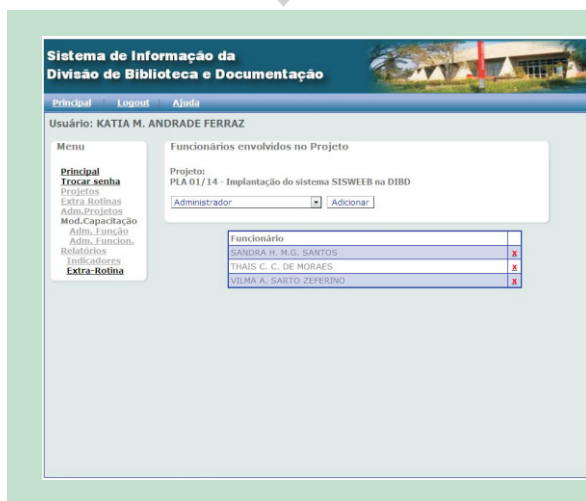 Sistema de Informação da
Divisão de Biblioteca e Documentação
Principal Logout Ajuda
Usuário: KATIA M. ANDRADE FERRAZ
Menu
Principal
Trocar senha
Projetos
Extra Rotinas
Adm.Projetos
Mod.Capacitação
Adm. Função
Adm. Funcion.
Relatórios
Indicadores
Extra-Rotina
Funcionários envolvidos no Projeto
Projeto:
PLA 01/14 - Implantação do sistema SISWEEB na DIBD
Administrador Adicionar
Funcionário
SANDRA H. M.G. SANTOS X
THAIS C. C. DE MORAES X
VILMA A. SARTO ZEFERINO X